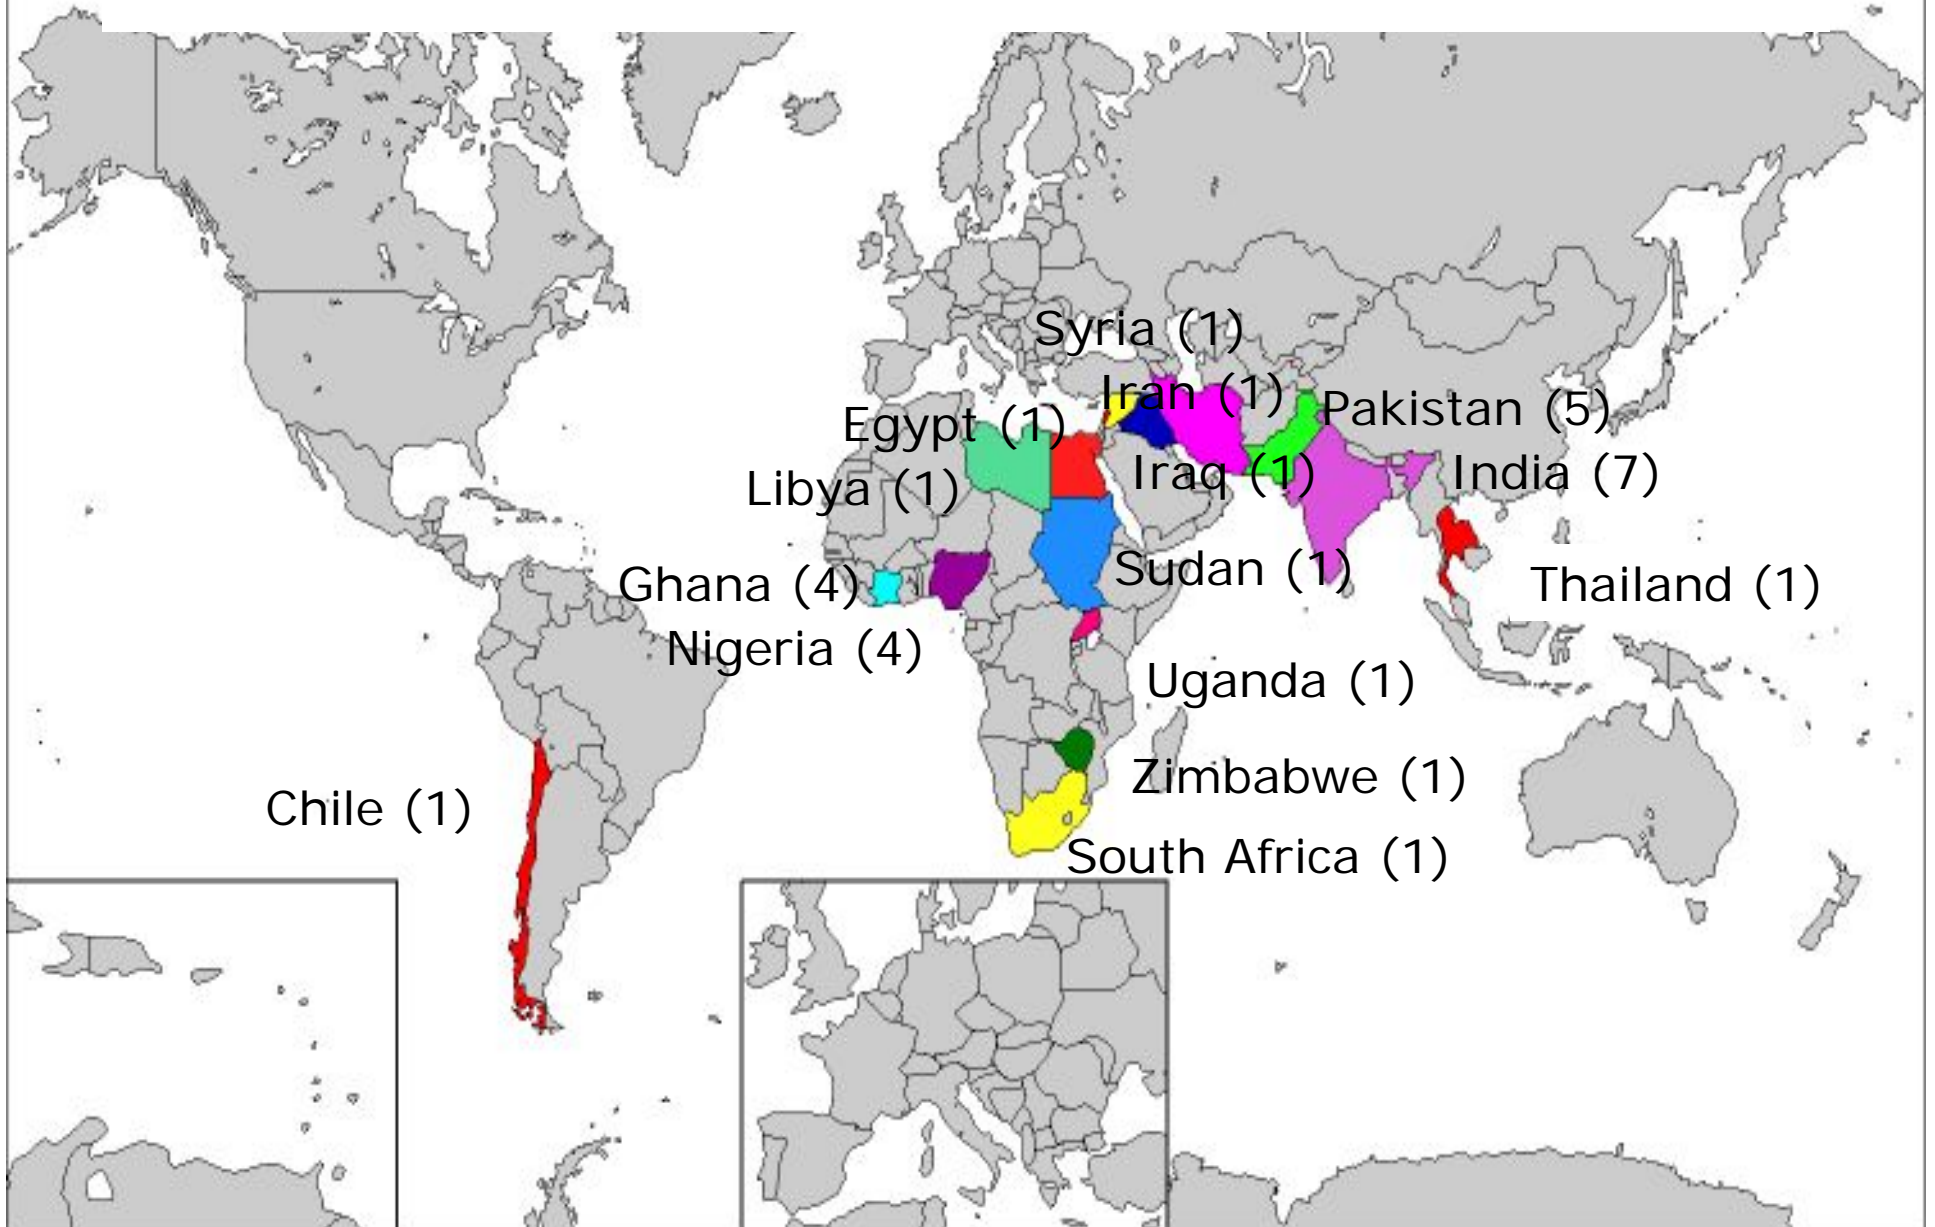 Syria (1)
Iran (1)
Pakistan (5)
Egypt (1)
Iraq (1)
India (7)
Libya (1)
Sudan (1)
Ghana (4)
Thailand (1)
Nigeria (4)
Uganda (1)
Zimbabwe (1)
Chile (1)
South Africa (1)